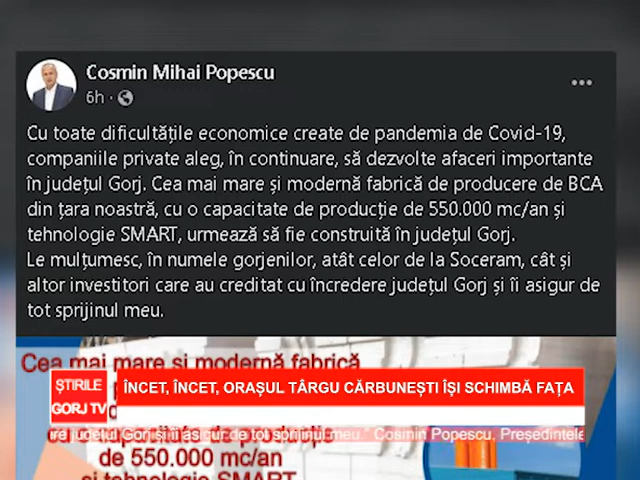 Cosmin Mihai Popescu
6h ·
Cu toate dificultățile economice create de pandemia de Covid-19,
companiile private aleg, în continuare, să dezvolte afaceri importante
în județul Gorj. Cea mai mare și modernă fabrică de producere de BCA
din țara noastră, cu o capacitate de producție de 550.000 mc/an și
tehnologie SMART, urmează să fie construită în județul Gorj.
Le mulțumesc, în numele gorjenilor, atât celor de la Soceram, cât și
altor investitori care au creditat cu încredere județul Gorj și îi asigur de
tot sprijinul meu.
Cea mai mare și modernă fabrică
ȘTIRILE
GORJ TV
ÎNCET, ÎNCET, ORAȘUL TÂRGU CĂRBUNEȘTI ÎȘI SCHIMBĂ FAȚA
județul Gorj și îi asigur de tot sprijinul meu." Cosmin Popescu, Președintele
de 550.000 mc/an
și tehnologie SMART